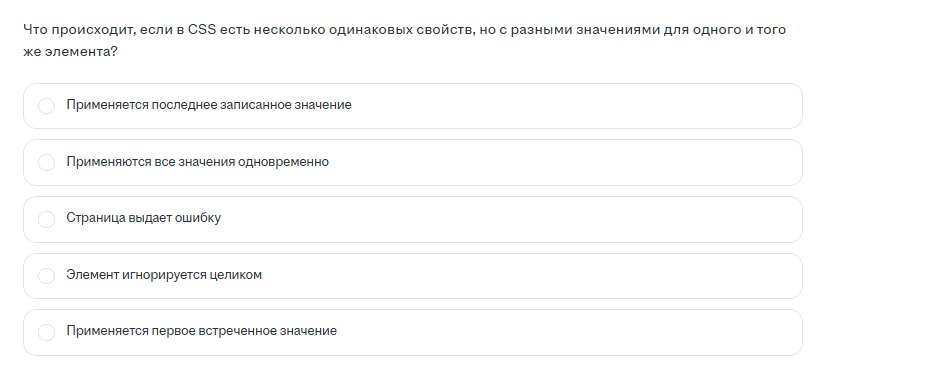 Что происходит, если в CSS есть несколько одинаковых свойств, но с разными значениями для одного и того
же элемента?
Применяется последнее записанное значение
Применяются все значения одновременно
Страница выдает ошибку
Элемент игнорируется целиком
Применяется первое встреченное значение